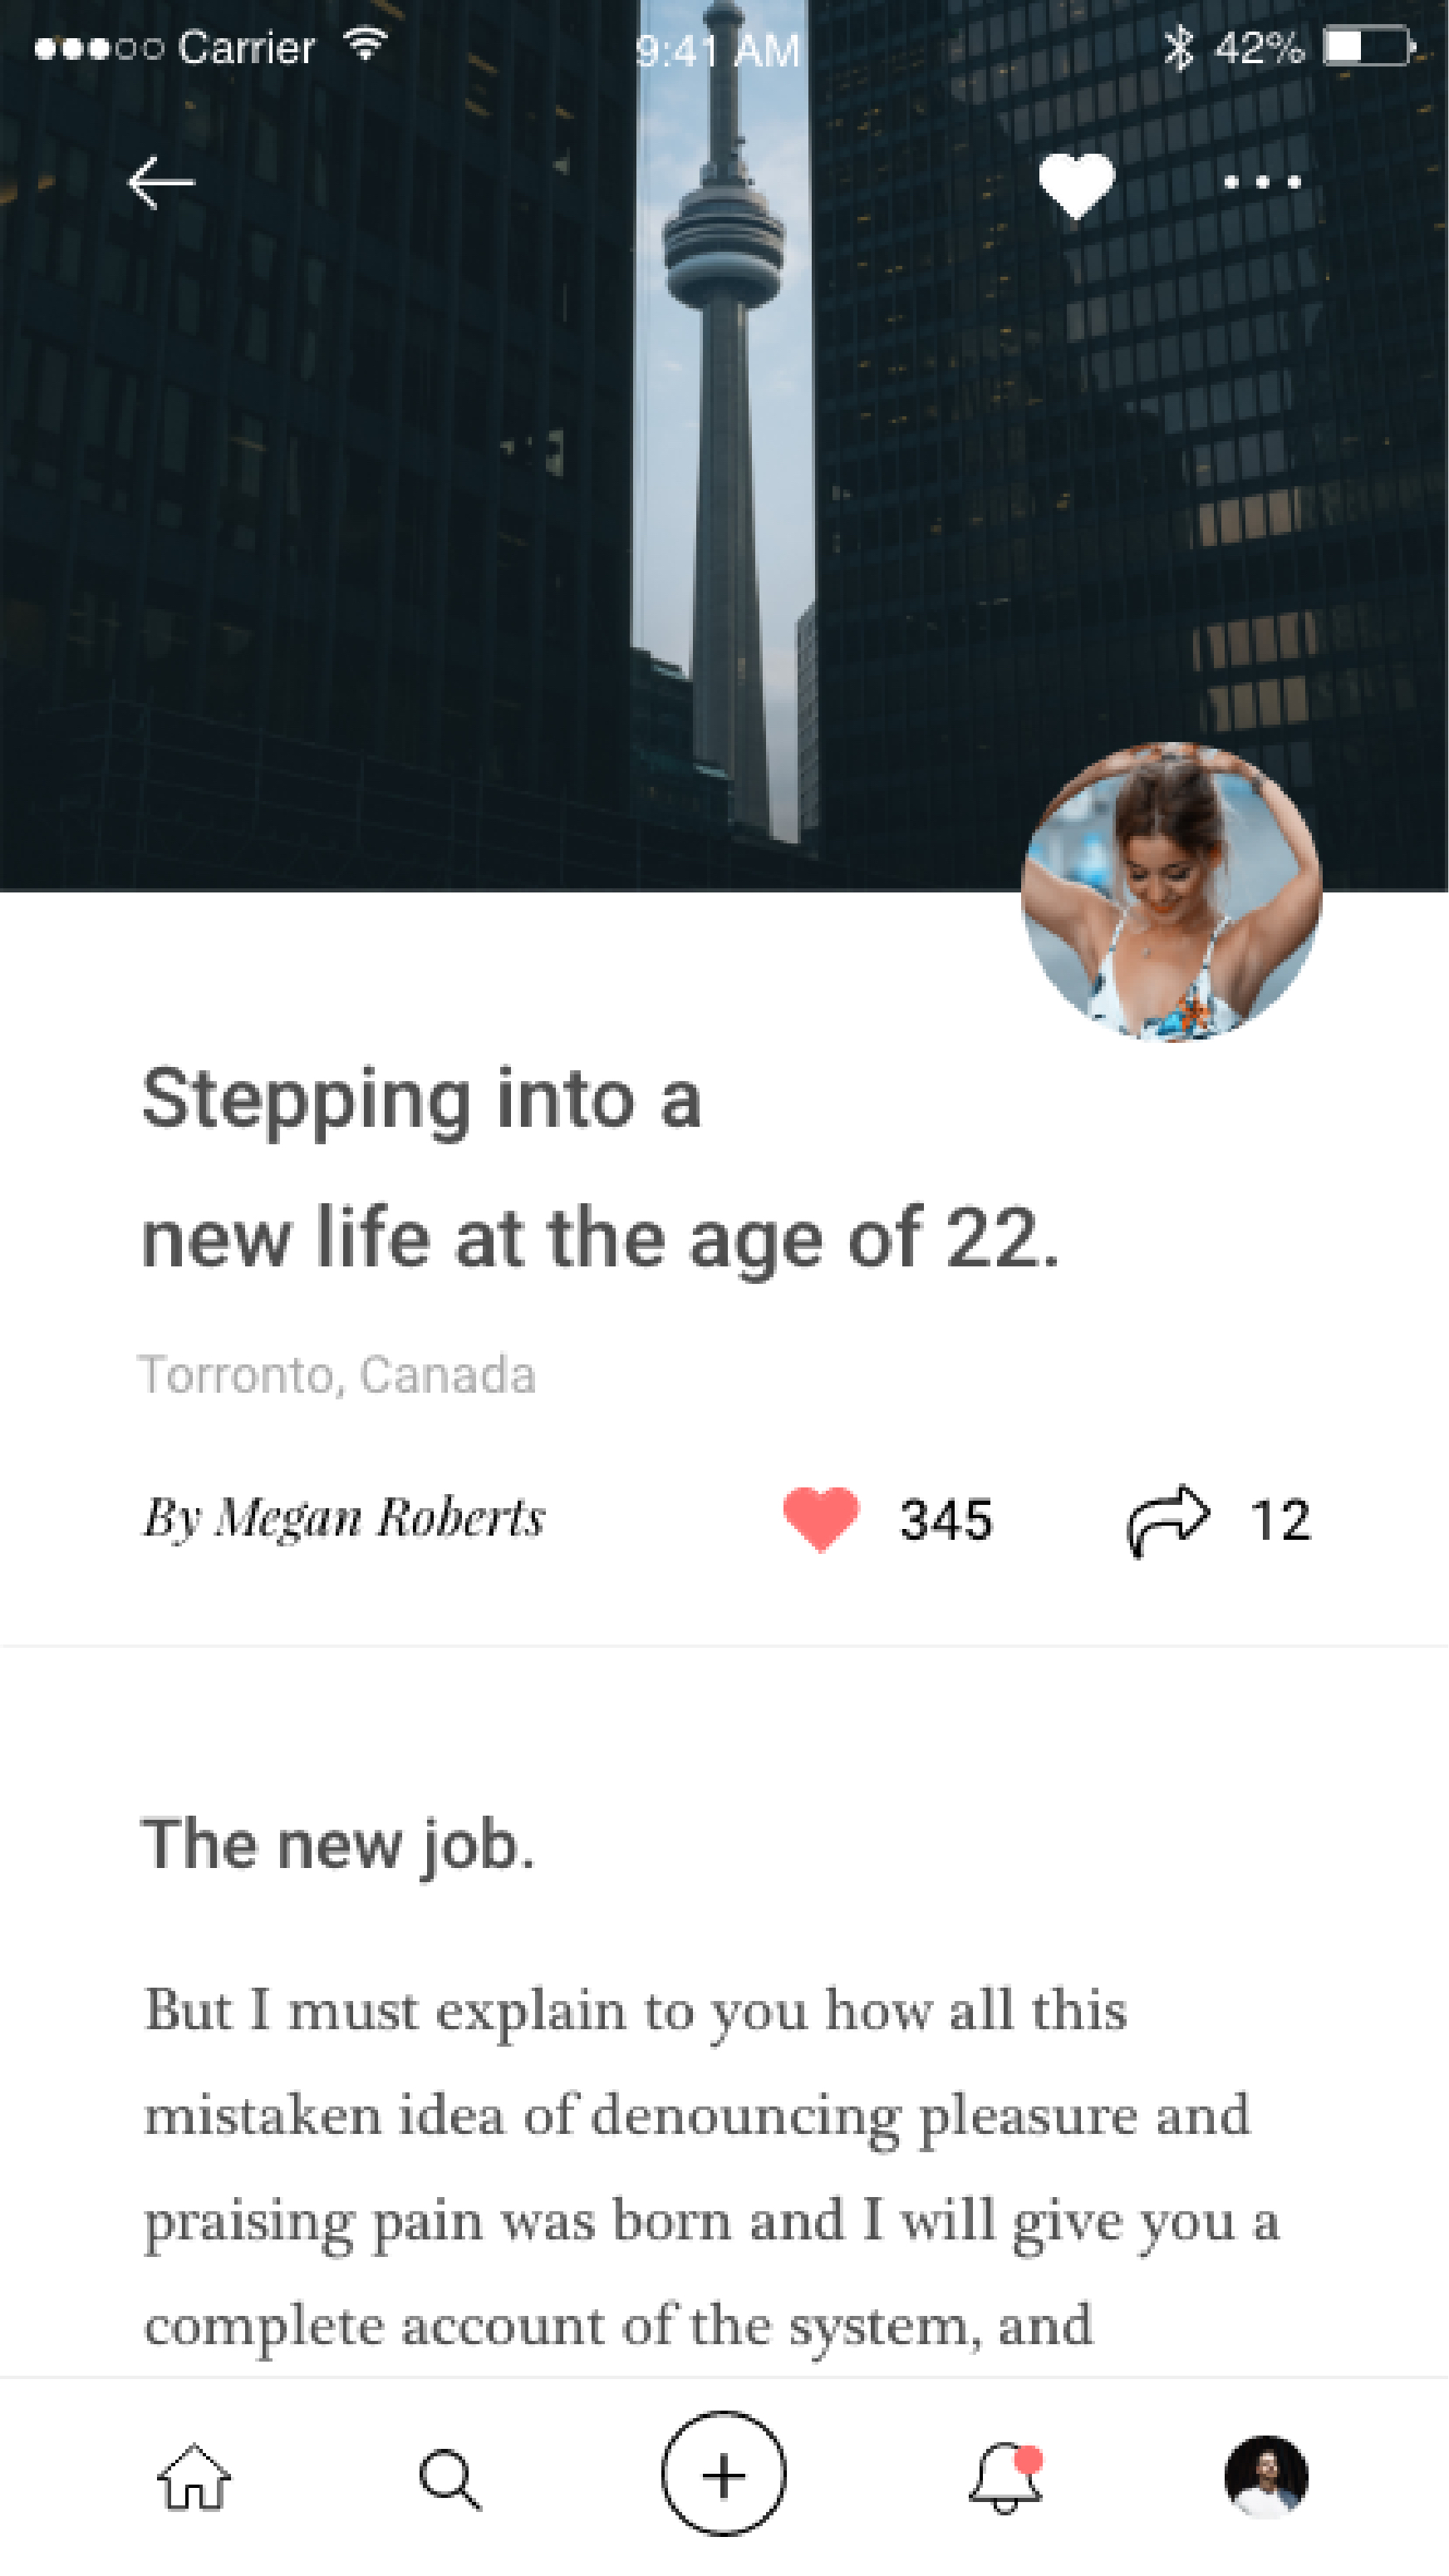 Carrier
9:41 AM
42%
Stepping into a
new life at the age of 22.
Torronto, Canada
By Megan Roberts
345
12
The new job.
But I must explain to you how all this
mistaken idea of denouncing pleasure and
praising pain was born and I will give you a
complete account of the system, and